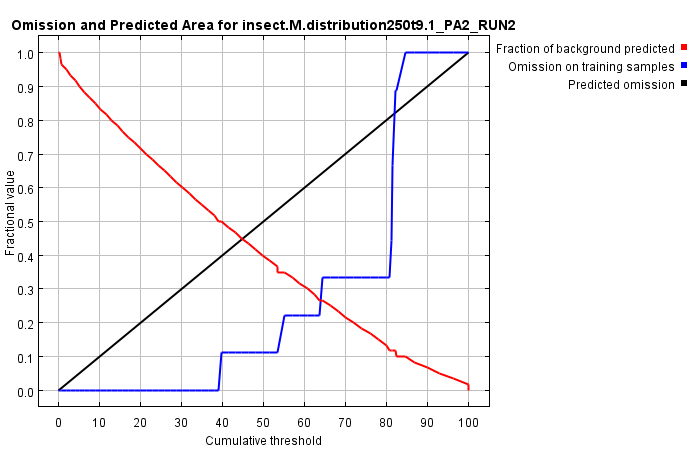 Omission and Predicted Area for insect.M.distribution250t9.1_PA2_RUN2
Fraction of background predicted
Omission on training samples
Predicted omission
1.0
0.9
0.8
0.7
0.6
0.5
0.4
0.3
0.2
0.1
0.0
Fractional value
0 10 20 30 40 50 60 70 80 90 100
Cumulative threshold